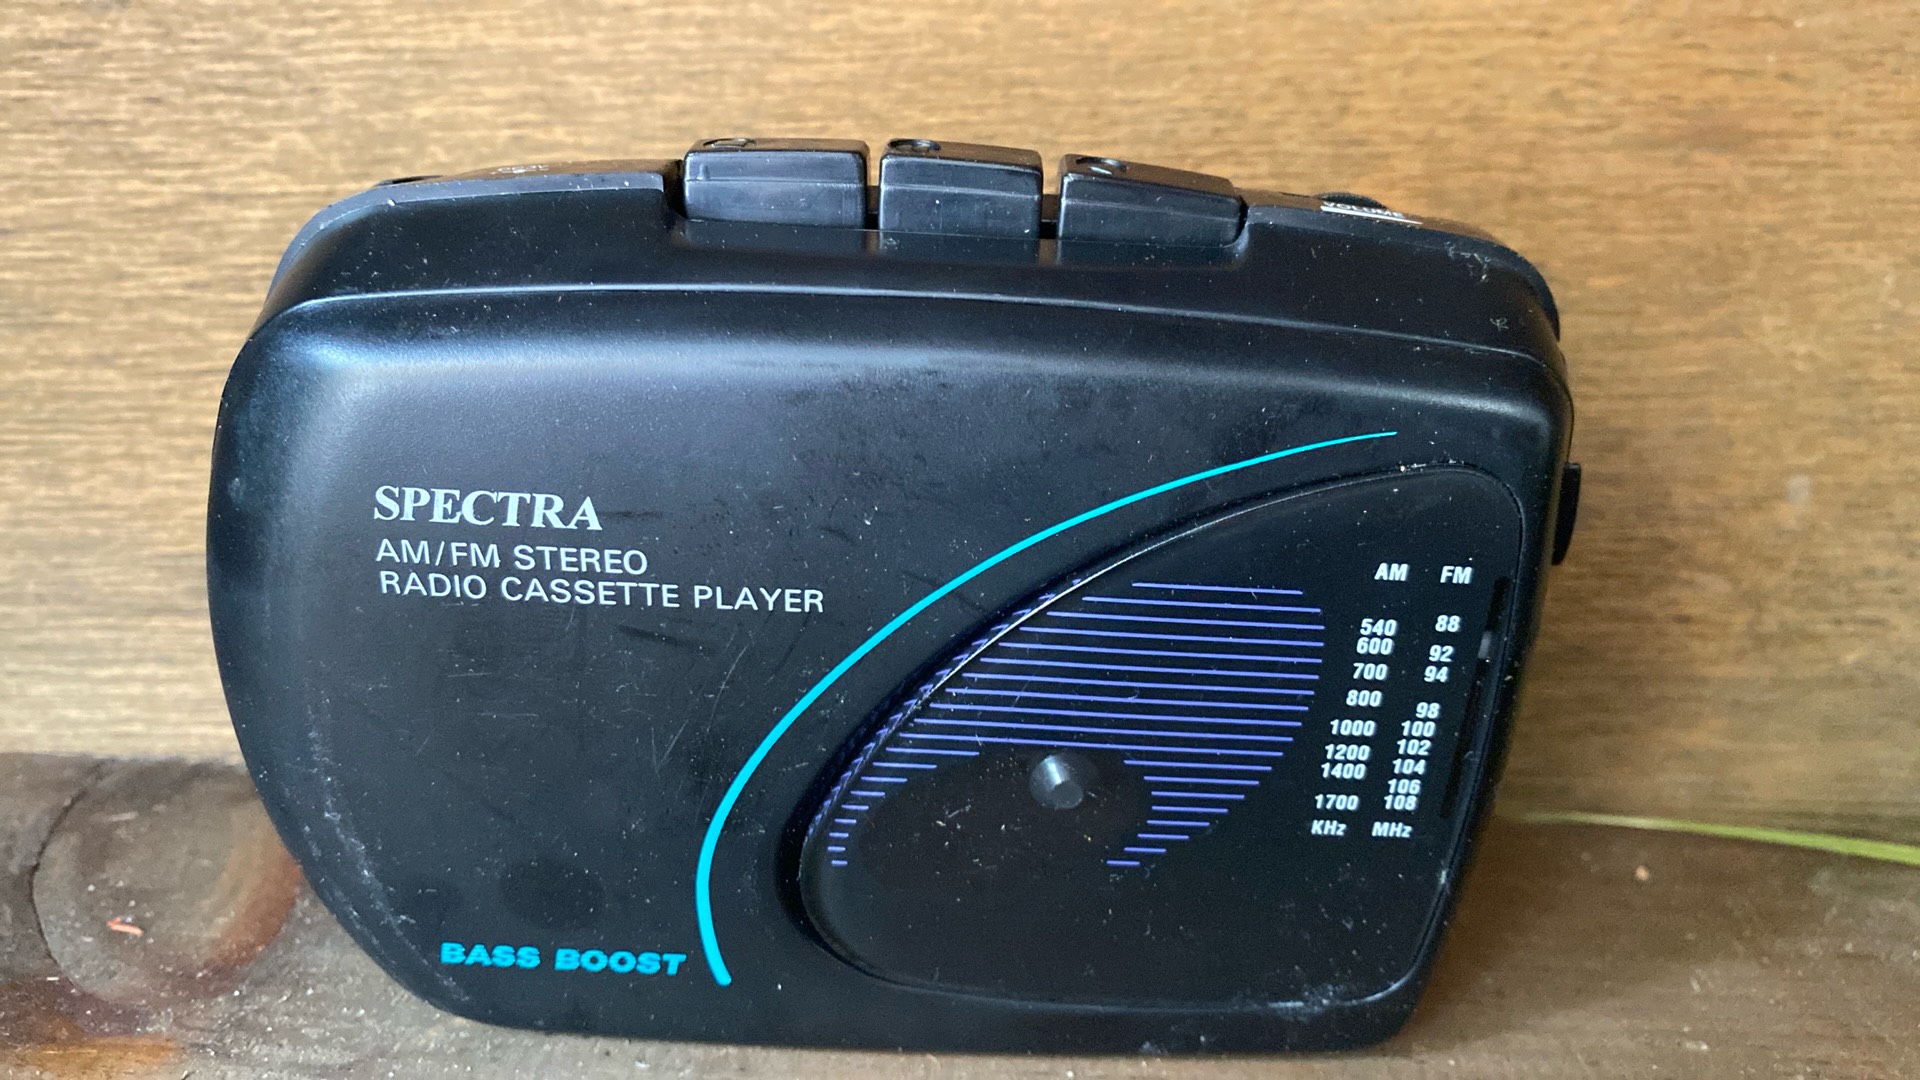 VOLUME
SPECTRA
AM/FM STEREO
RADIO CASSETTE PLAYER
AM FM
540 88
600 92
700 94
800 98
1000 100
1200 102
1400 104
106
1700 108
KHz MHz
BASS BOOST